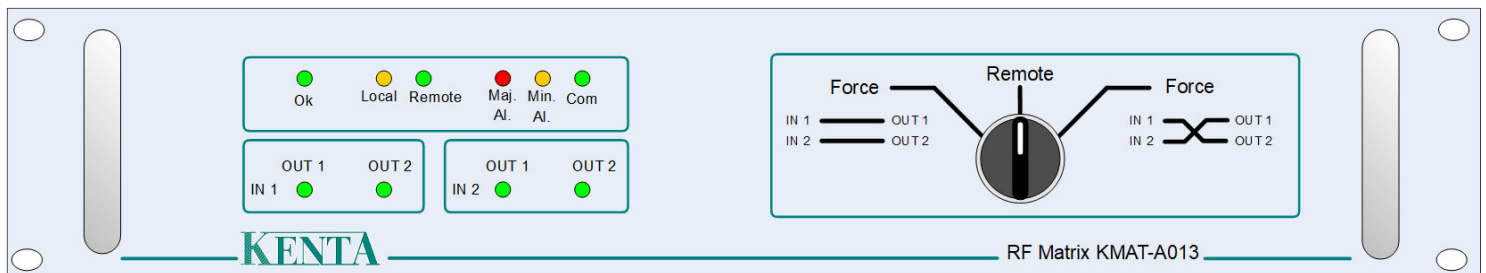 Ok
Local Remote Maj. Al. Min. Al. Com
IN 1 OUT 1 OUT 2
IN 2 OUT 1 OUT 2
Force Remote Force
IN 1 OUT 1
IN 2 OUT 2
IN 1 OUT 1
IN 2 OUT 2
KENTA
RF Matrix KMAT-A013